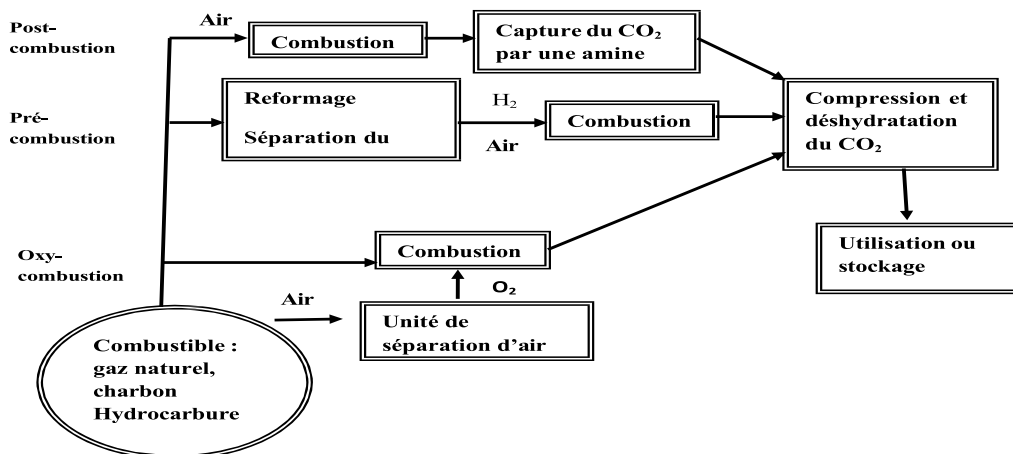 Post-
combustion
Air
Combustion
Capture du CO₂
par une amine
Pré-
combustion
Reformage
Séparation du
H₂
Air
Combustion
Compression et
déshydratation
du CO₂
Oxy-
combustion
Combustion
O₂
Air
Unité de
séparation d'air
Utilisation ou
stockage
Combustible :
gaz naturel,
charbon
Hydrocarbure